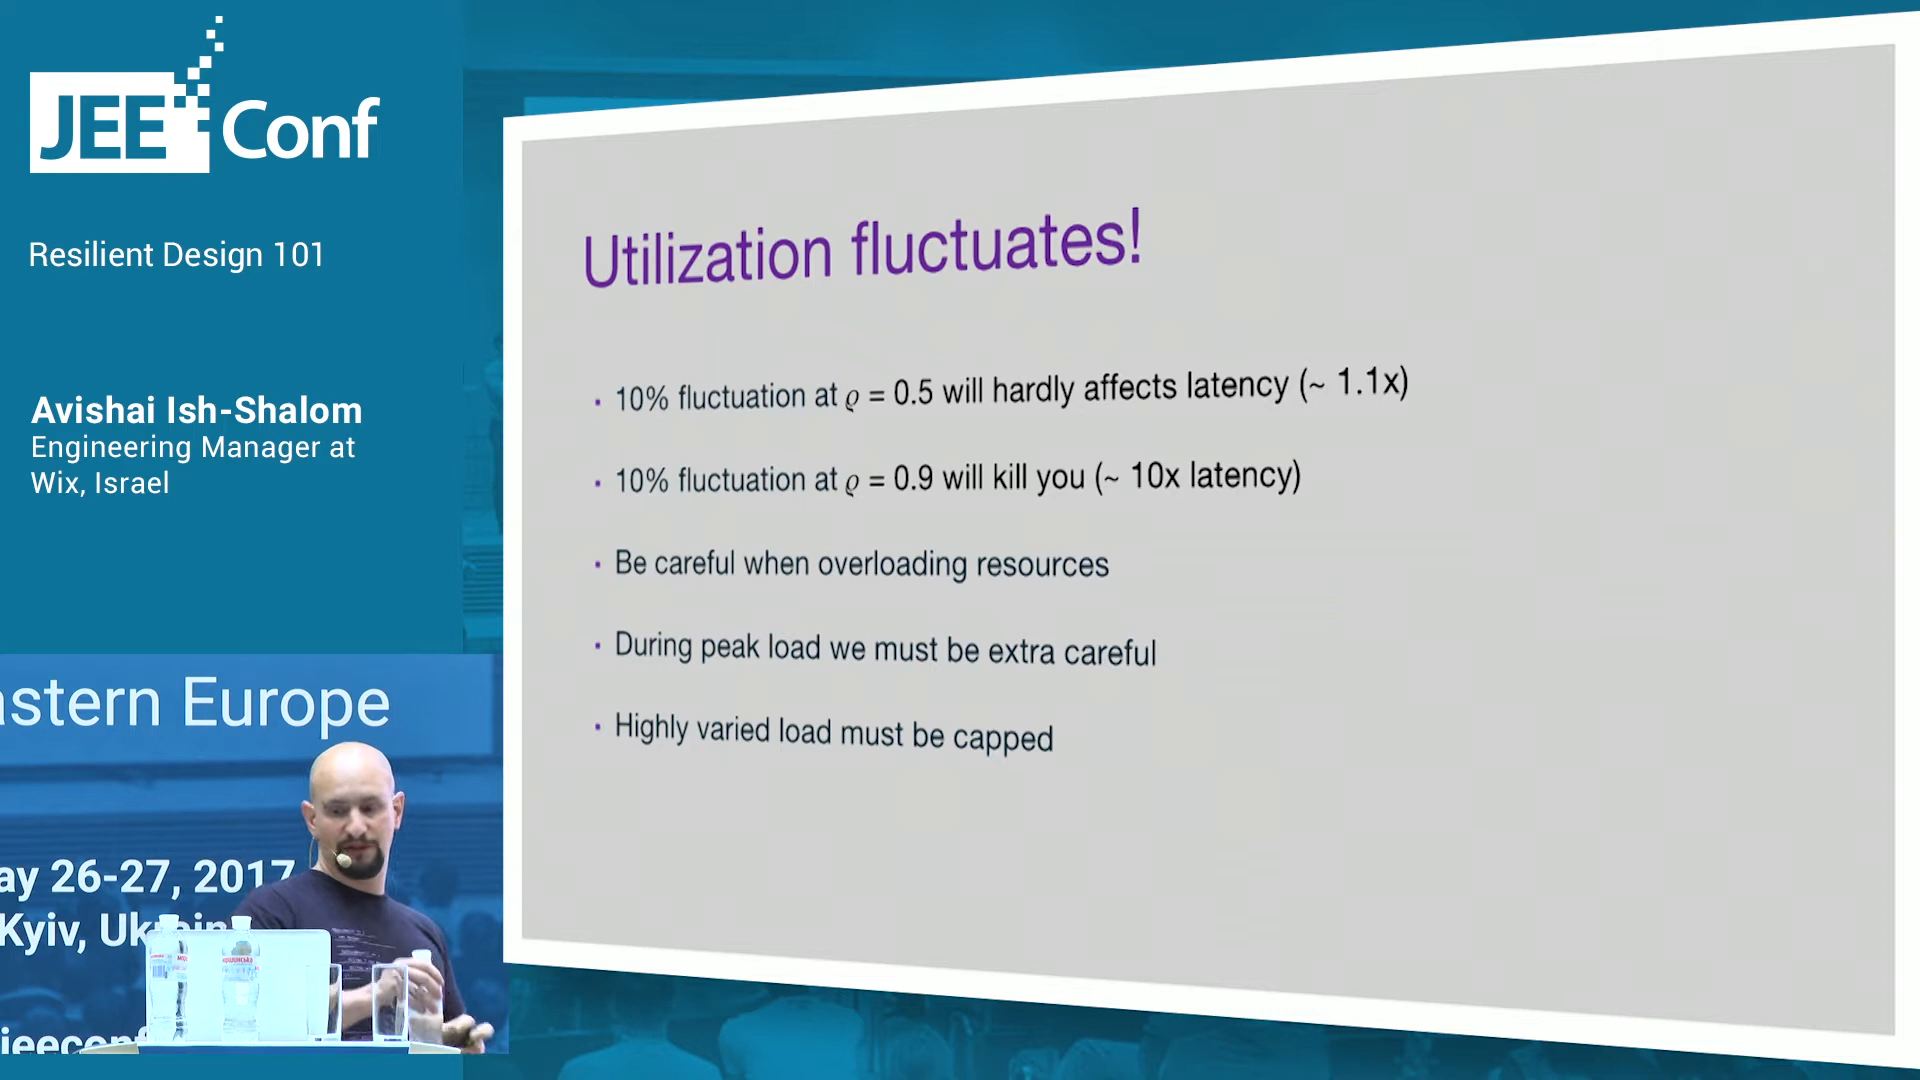 JEE Conf
Resilient Design 101
Avishai Ish-Shalom
Engineering Manager at
Wix, Israel
astern Europe
ay 26-27, 2017
Kyiv, Ukrain
jeeconf
Utilization fluctuates!
· 10% fluctuation at ϱ = 0.5 will hardly affects latency (~ 1.1x)
· 10% fluctuation at ϱ = 0.9 will kill you (~ 10x latency)
· Be careful when overloading resources
· During peak load we must be extra careful
· Highly varied load must be capped